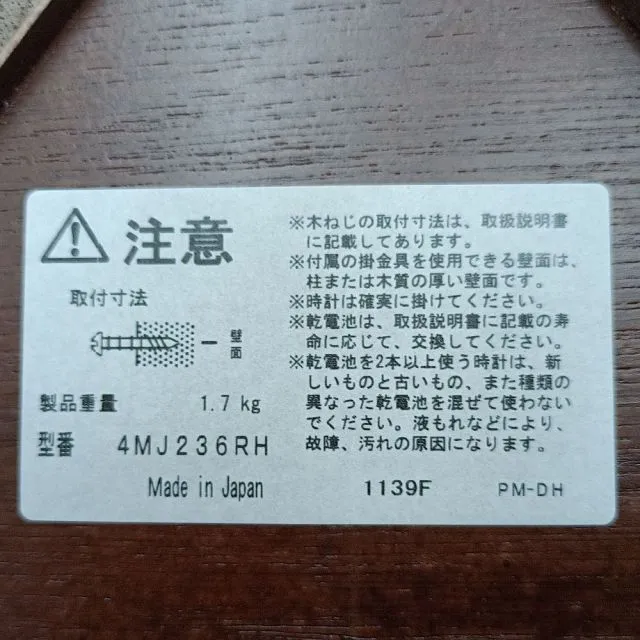 注意
取付寸法
壁面
製品重量 1.7 kg
型番 4MJ236RH
Made in Japan
※木ねじの取付寸法は、取扱説明書
に記載してあります。
※付属の掛金具を使用できる壁面は、
柱または木質の厚い壁面です。
※時計は確実に掛けてください。
※乾電池は、取扱説明書に記載の寿
命に応じて、交換してください。
※乾電池を2本以上使う時計は、新
しいものと古いもの、また種類の
異なった乾電池を混ぜて使わない
でください。液もれなどにより、
故障、汚れの原因になります。
1139F PM-DH